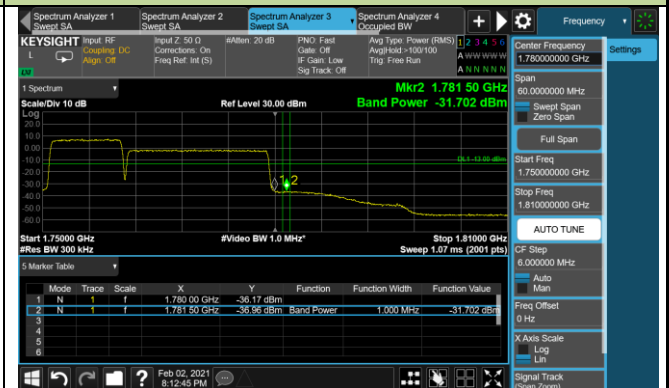 Spectrum Analyzer 1
Swept SA
Spectrum Analyzer 2
Swept SA
Spectrum Analyzer 3
Swept SA
Spectrum Analyzer 4
Occupied BW
Frequency
KEYSIGHT
L
Input: RF
Coupling: DC
Align: Off
Input Z: 50 Ω
Corrections: On
Freq Ref: Int (S)
#Atten: 20 dB
PNO: Fast
Gate: Off
IF Gain: Low
Sig Track: Off
Avg Type: Power (RMS)
Avg|Hold:>100/100
Trig: Free Run
1 2 3 4 5 6
A W W W W W
A N N N N N
1 Spectrum
Scale/Div 10 dB
Log
Ref Level 30.00 dBm
Mkr2 1.781 50 GHz
Band Power -31.702 dBm
20.0
10.0
0.00
-10.0
-20.0
-30.0
-40.0
-50.0
-60.0
DL1 -13.00 dBm
1
2
Start 1.75000 GHz
#Res BW 300 kHz
#Video BW 1.0 MHz*
Stop 1.81000 GHz
Sweep 1.07 ms (2001 pts)
5 Marker Table
Mode Trace Scale X Y Function Function Width Function Value
1 N 1 f 1.780 00 GHz -36.17 dBm
2 N 1 f 1.781 50 GHz -36.96 dBm Band Power 1.000 MHz -31.702 dBm
3
4
5
6
Feb 02, 2021
8:12:45 PM
Center Frequency
1.780000000 GHz
Settings
Span
60.0000000 MHz
Swept Span
Zero Span
Full Span
Start Freq
1.750000000 GHz
Stop Freq
1.810000000 GHz
AUTO TUNE
CF Step
6.000000 MHz
Auto
Man
Freq Offset
0 Hz
X Axis Scale
Log
Lin
Signal Track
(Span Zoom)